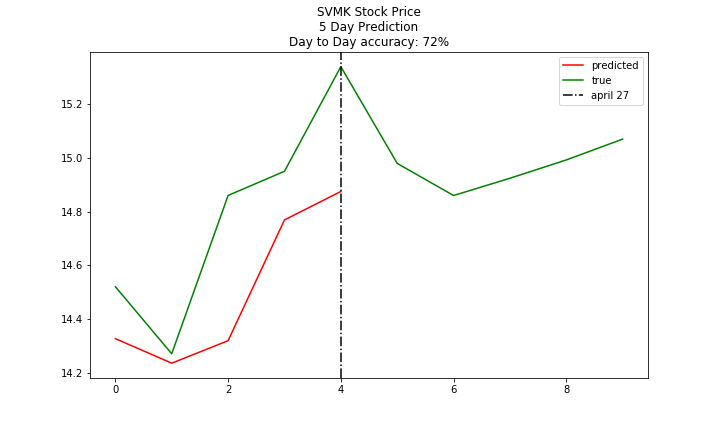 SVMK Stock Price
5 Day Prediction
Day to Day accuracy: 72%
predicted
true
april 27
15.2
15.0
14.8
14.6
14.4
14.2
0
2
4
6
8